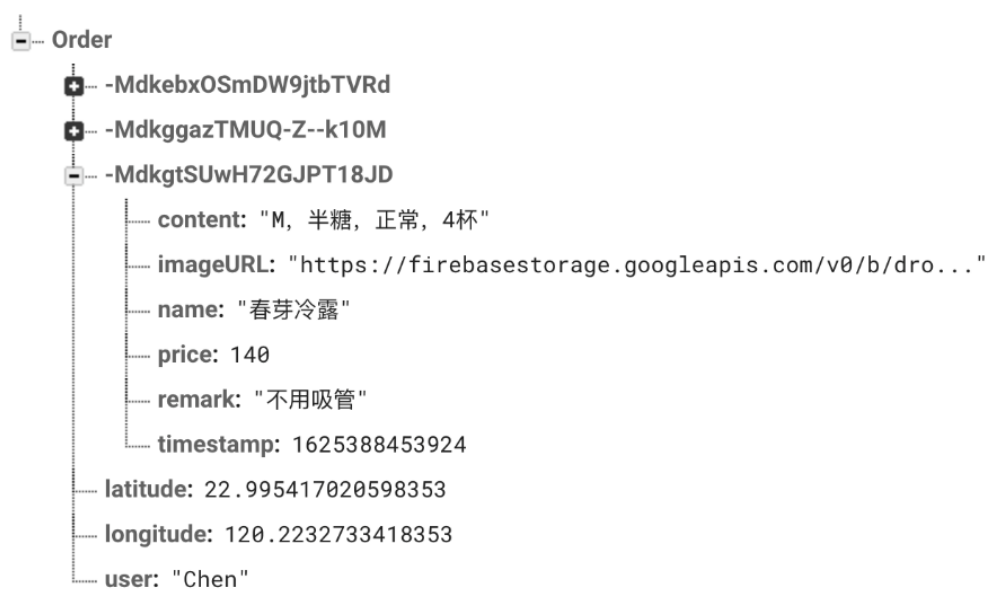 Order
-MdkebxOSmDW9jtbTVRd
-MdkggazTMUQ-Z--k10M
-MdkgtSUwH72GJPT18JD
content: "M, 半糖, 正常, 4杯"
imageURL: "https://firebasestorage.googleapis.com/v0/b/dro..."
name: "春芽冷露"
price: 140
remark: "不用吸管"
timestamp: 1625388453924
latitude: 22.995417020598353
longitude: 120.2232733418353
user: "Chen"